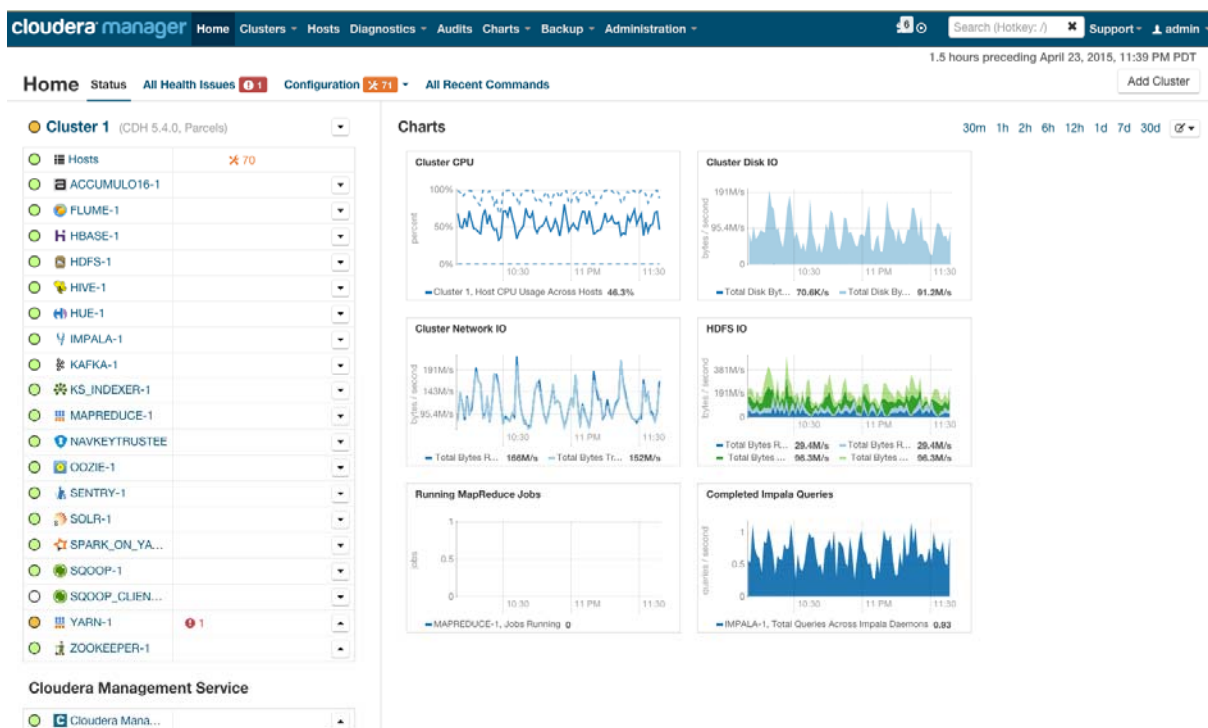 cloudera manager Home Clusters Hosts Diagnostics Audits Charts Backup Administration 6 Search (Hotkey: /) Support admin
1.5 hours preceding April 23, 2015, 11:39 PM PDT
Home Status All Health Issues 1 Configuration 71 All Recent Commands Add Cluster
Cluster 1 (CDH 5.4.0, Parcels)
Hosts 70
ACCUMULO16-1
FLUME-1
HBASE-1
HDFS-1
HIVE-1
HUE-1
IMPALA-1
KAFKA-1
KS_INDEXER-1
MAPREDUCE-1
NAVKEYTRUSTEE
OOZIE-1
SENTRY-1
SOLR-1
SPARK_ON_YA...
SQOOP-1
SQOOP_CLIEN...
YARN-1 1
ZOOKEEPER-1
Cloudera Management Service
Cloudera Mana...
Charts
30m 1h 2h 6h 12h 1d 7d 30d
Cluster CPU
percent
100%
50%
0%
10:30 11 PM 11:30
Cluster 1, Host CPU Usage Across Hosts 46.3%
Cluster Disk IO
bytes / second
191M/s
95.4M/s
0
10:30 11 PM 11:30
Total Disk Byt... 70.6K/s Total Disk By... 91.2M/s
Cluster Network IO
bytes / second
191M/s
143M/s
95.4M/s
10:30 11 PM 11:30
Total Bytes R... 166M/s Total Bytes Tr... 152M/s
HDFS IO
bytes / second
381M/s
191M/s
0
10:30 11 PM 11:30
Total Bytes R... 29.4M/s Total Bytes R... 29.4M/s
Total Bytes ... 96.3M/s Total Bytes ... 96.3M/s
Running MapReduce Jobs
jobs
1
0.5
0
10:30 11 PM 11:30
MAPREDUCE-1, Jobs Running 0
Completed Impala Queries
queries / second
1
0.5
0
10:30 11 PM 11:30
IMPALA-1, Total Queries Across Impala Daemons 0.93